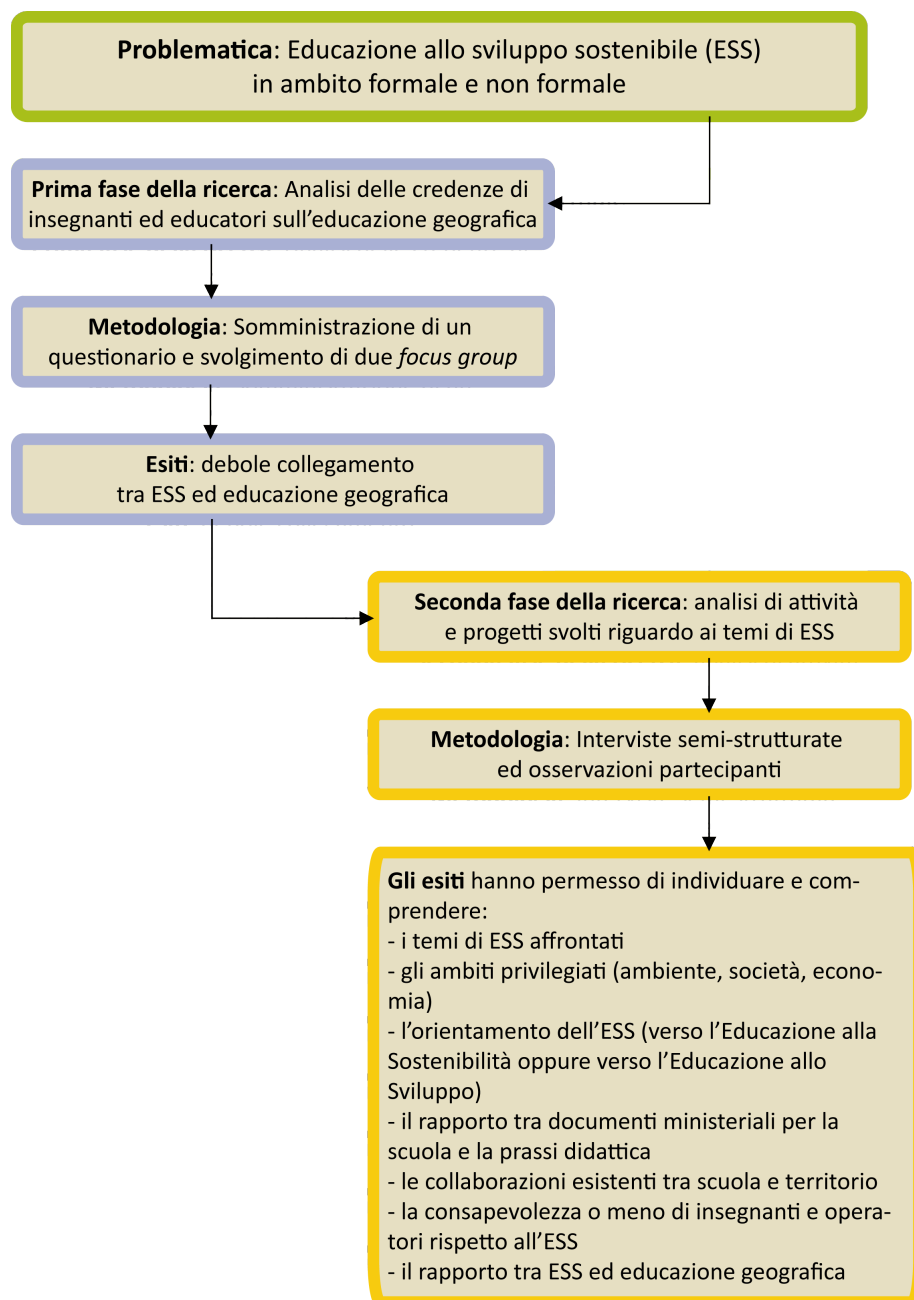 Problematica: Educazione allo sviluppo sostenibile (ESS)
in ambito formale e non formale
Prima fase della ricerca: Analisi delle credenze di
insegnanti ed educatori sull’educazione geografica
Metodologia: Somministrazione di un
questionario e svolgimento di due focus group
Esiti: debole collegamento
tra ESS ed educazione geografica
Seconda fase della ricerca: analisi di attività
e progetti svolti riguardo ai temi di ESS
Metodologia: Interviste semi-strutturate
ed osservazioni partecipanti
Gli esiti hanno permesso di individuare e com-
prendere:
- i temi di ESS affrontati
- gli ambiti privilegiati (ambiente, società, econo-
mia)
- l’orientamento dell’ESS (verso l’Educazione alla
Sostenibilità oppure verso l’Educazione allo
Sviluppo)
- il rapporto tra documenti ministeriali per la
scuola e la prassi didattica
- le collaborazioni esistenti tra scuola e territorio
- la consapevolezza o meno di insegnanti e opera-
tori rispetto all’ESS
- il rapporto tra ESS ed educazione geografica